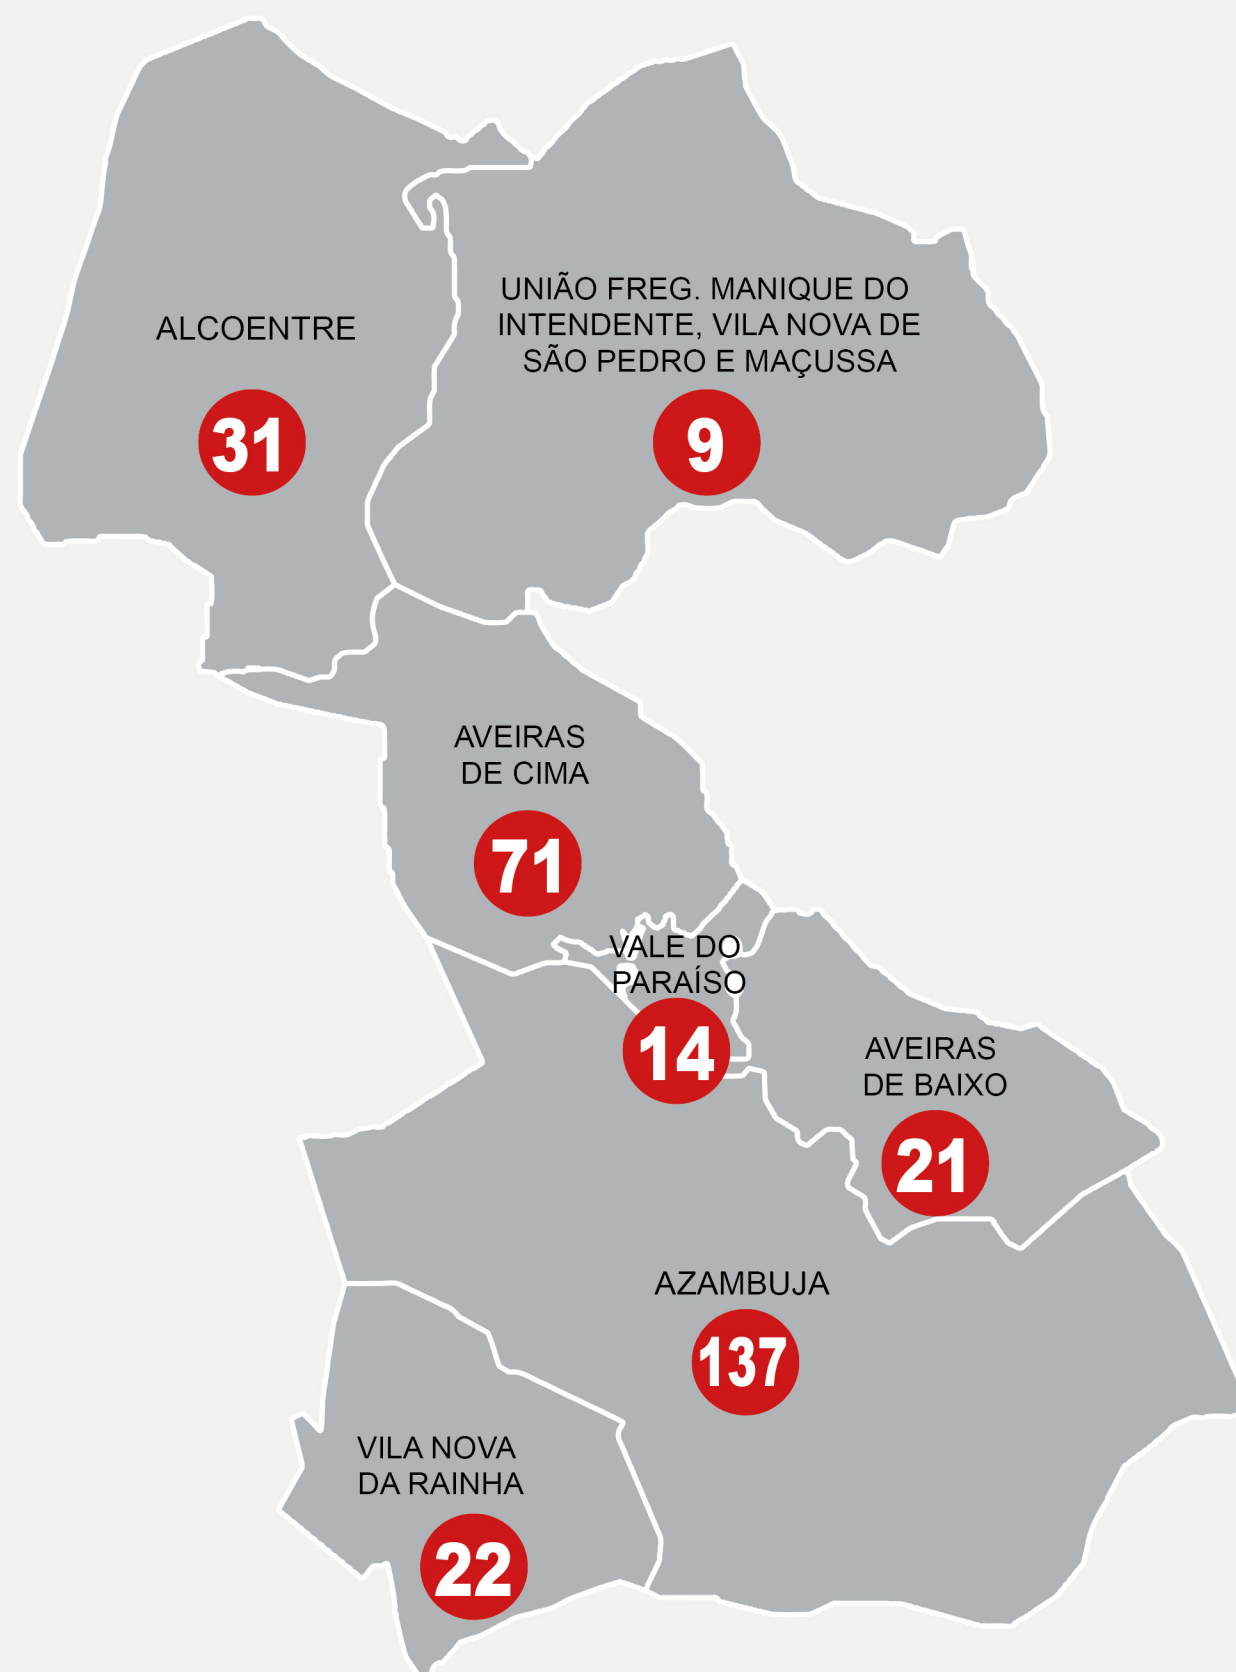 ALCOENTRE
31
UNIÃO FREG. MANIQUE DO
INTENDENTE, VILA NOVA DE
SÃO PEDRO E MAÇUSSA
9
AVEIRAS
DE CIMA
71
VALE DO
PARAÍSO
14
AVEIRAS
DE BAIXO
21
AZAMBUJA
137
VILA NOVA
DA RAINHA
22